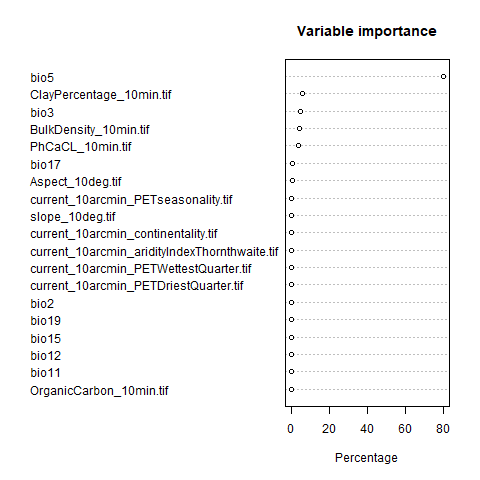 Variable importance
bio5
ClayPercentage_10min.tif
bio3
BulkDensity_10min.tif
PhCaCL_10min.tif
bio17
Aspect_10deg.tif
current_10arcmin_PETseasonality.tif
slope_10deg.tif
current_10arcmin_continentality.tif
current_10arcmin_aridityIndexThornthwaite.tif
current_10arcmin_PETWettestQuarter.tif
current_10arcmin_PETDriestQuarter.tif
bio2
bio19
bio15
bio12
bio11
OrganicCarbon_10min.tif
0 20 40 60 80
Percentage